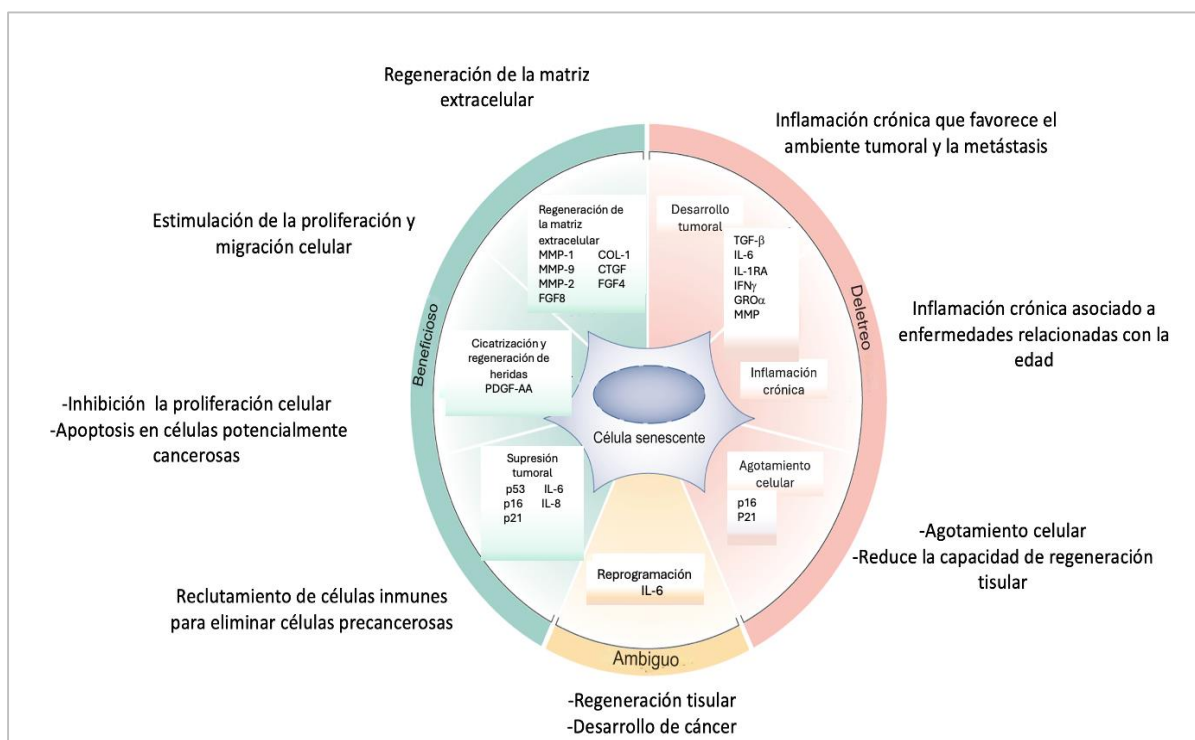 Regeneración de la matriz
extracelular
Inflamación crónica que favorece el
ambiente tumoral y la metástasis
Estimulación de la proliferación y
migración celular
Inflamación crónica asociado a
enfermedades relacionadas con la
edad
-Inhibición  la proliferación celular
-Apoptosis en células potencialmente
cancerosas
-Agotamiento celular
-Reduce la capacidad de regeneración
tisular
Reclutamiento de células inmunes
para eliminar células precancerosas
-Regeneración tisular
-Desarrollo de cáncer
Beneficioso
Deletreo
Ambiguo
Regeneración de
la matriz
extracelular
MMP-1 COL-1
MMP-9 CTGF
MMP-2 FGF4
FGF8
Desarrollo
tumoral
TGF-β
IL-6
IL-1RA
IFNγ
GROα
MMP
Cicatrización y
regeneración de
heridas
PDGF-AA
Inflamación
crónica
Célula senescente
Supresión
tumoral
p53 IL-6
p16 IL-8
p21
Agotamiento
celular
p16
P21
Reprogramación
IL-6